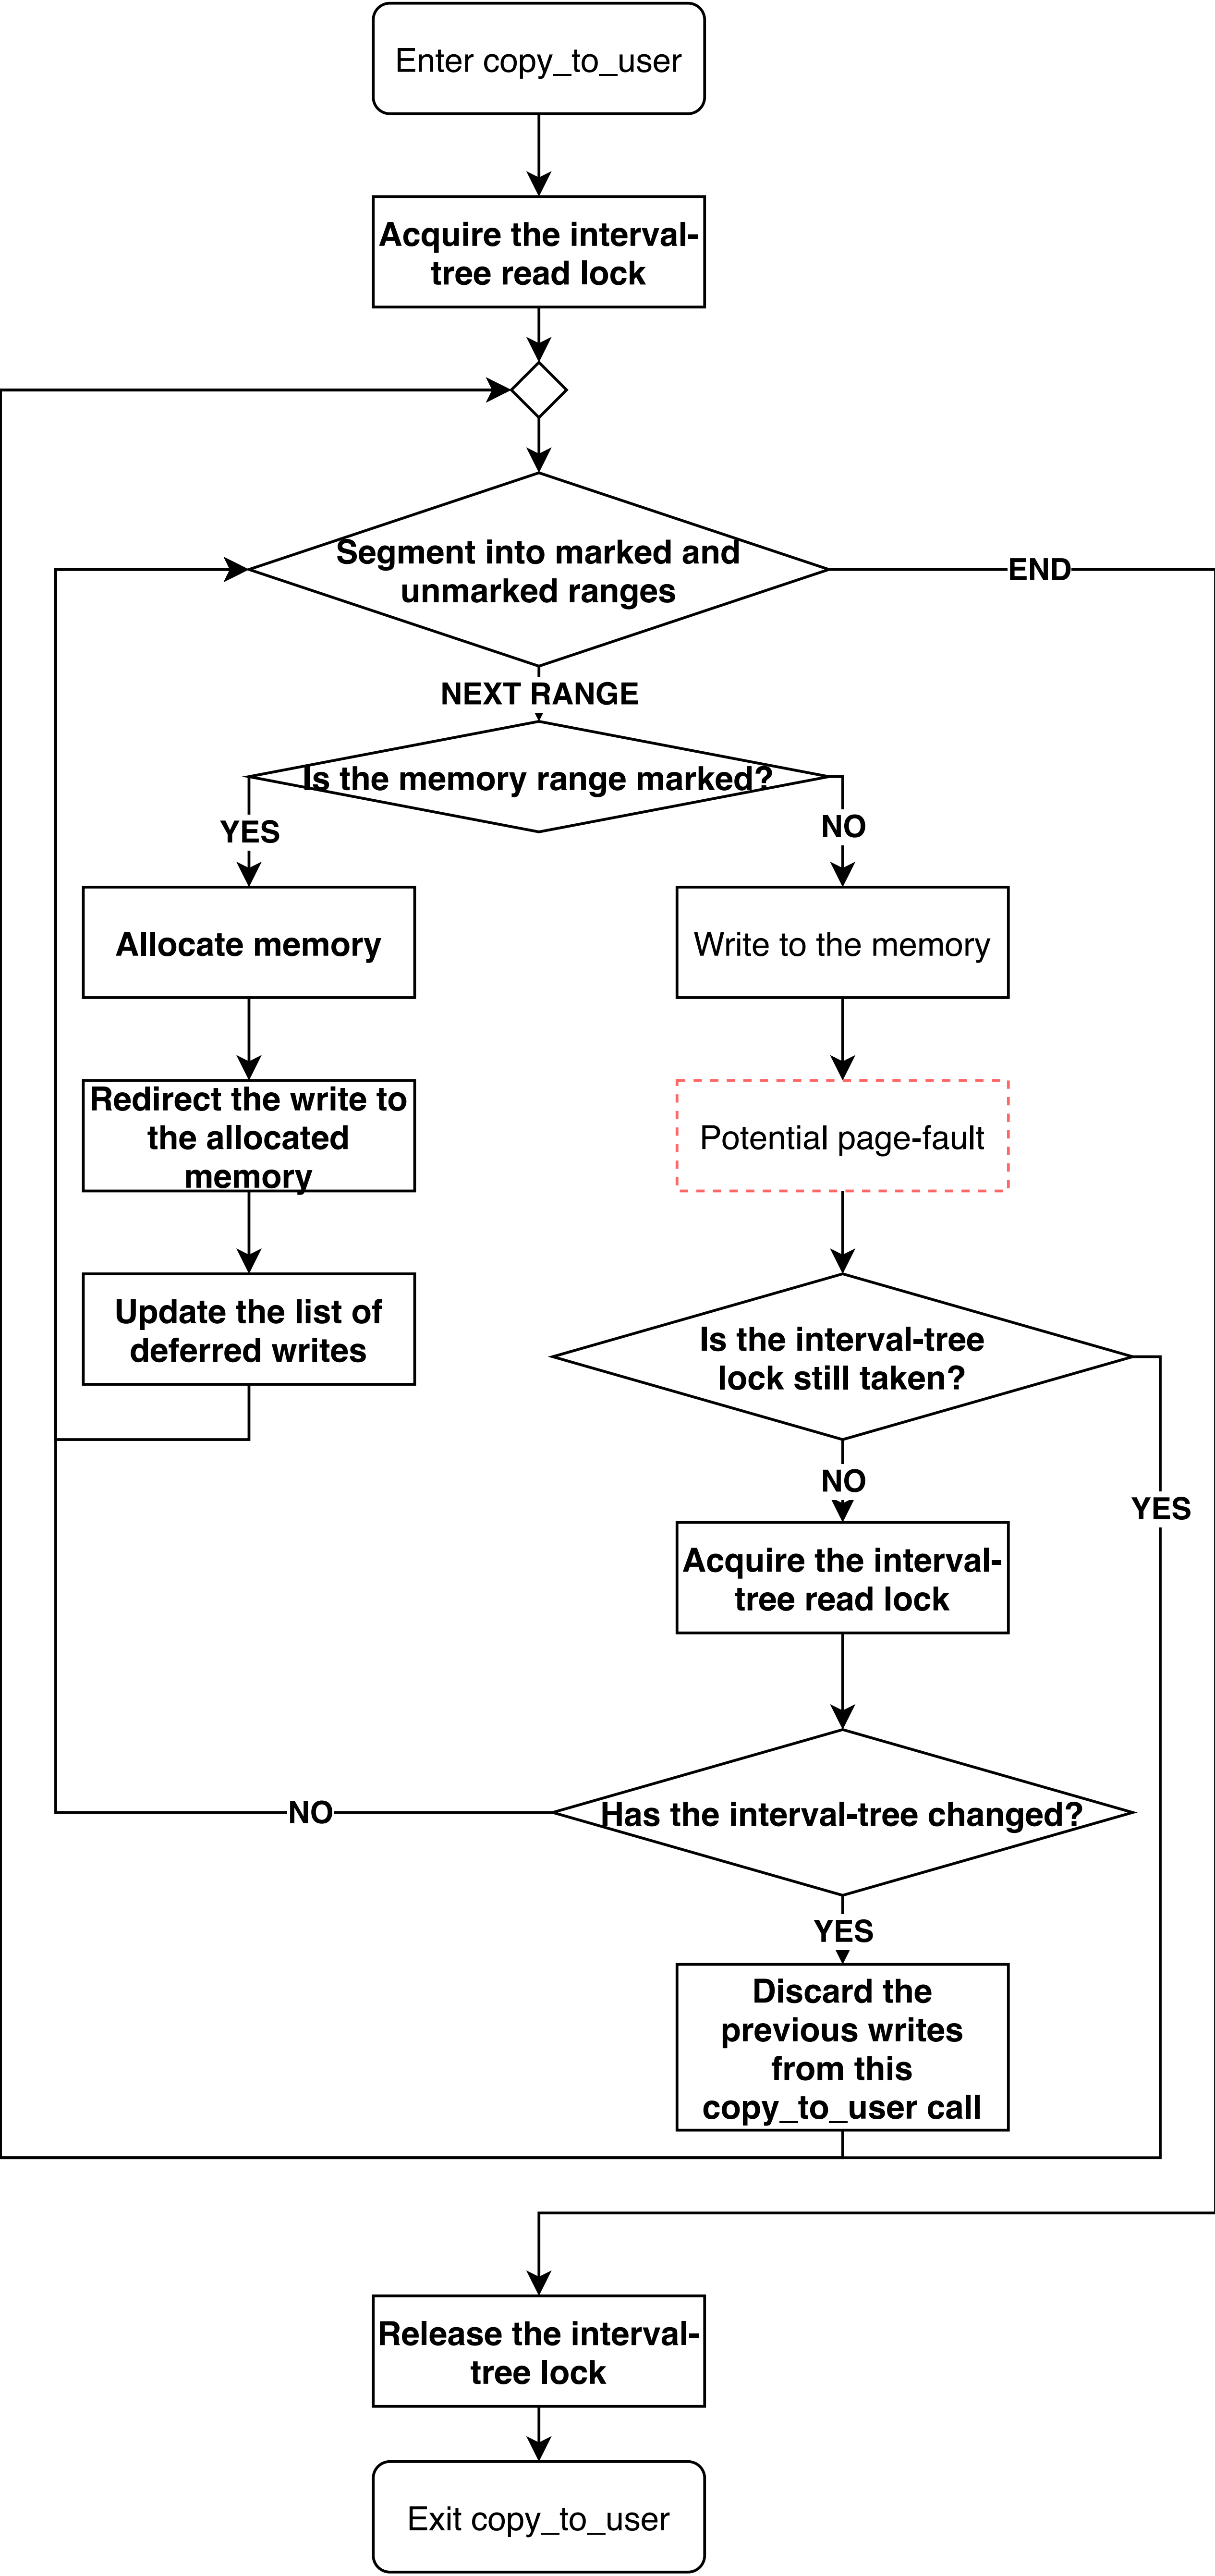 Enter copy_to_user
Acquire the interval-
tree read lock
Segment into marked and
unmarked ranges
END
NEXT RANGE
Is the memory range marked?
YES
NO
Allocate memory
Write to the memory
Redirect the write to
the allocated
memory
Potential page-fault
Update the list of
deferred writes
Is the interval-tree
lock still taken?
NO
YES
Acquire the interval-
tree read lock
Has the interval-tree changed?
NO
YES
Discard the
previous writes
from this
copy_to_user call
Release the interval-
tree lock
Exit copy_to_user